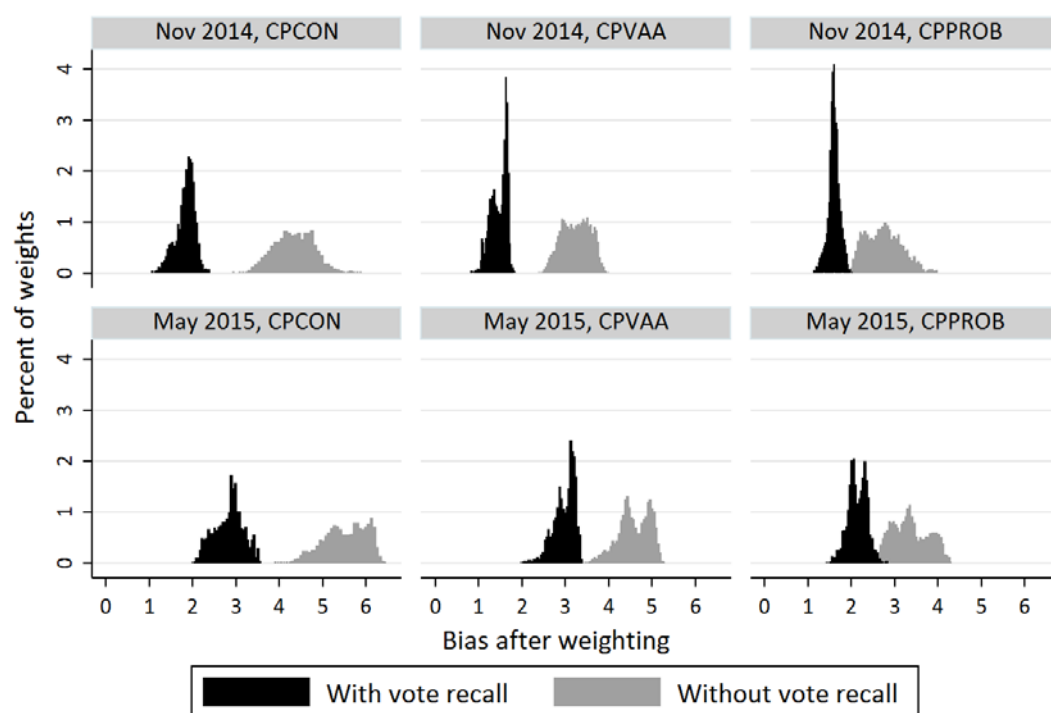 Nov 2014, CPCON
Nov 2014, CPVAA
Nov 2014, CPPROB
4
3
2
1
0
May 2015, CPCON
May 2015, CPVAA
May 2015, CPPROB
4
3
2
1
0
Percent of weights
0 1 2 3 4 5 6
0 1 2 3 4 5 6
0 1 2 3 4 5 6
Bias after weighting
With vote recall
Without vote recall